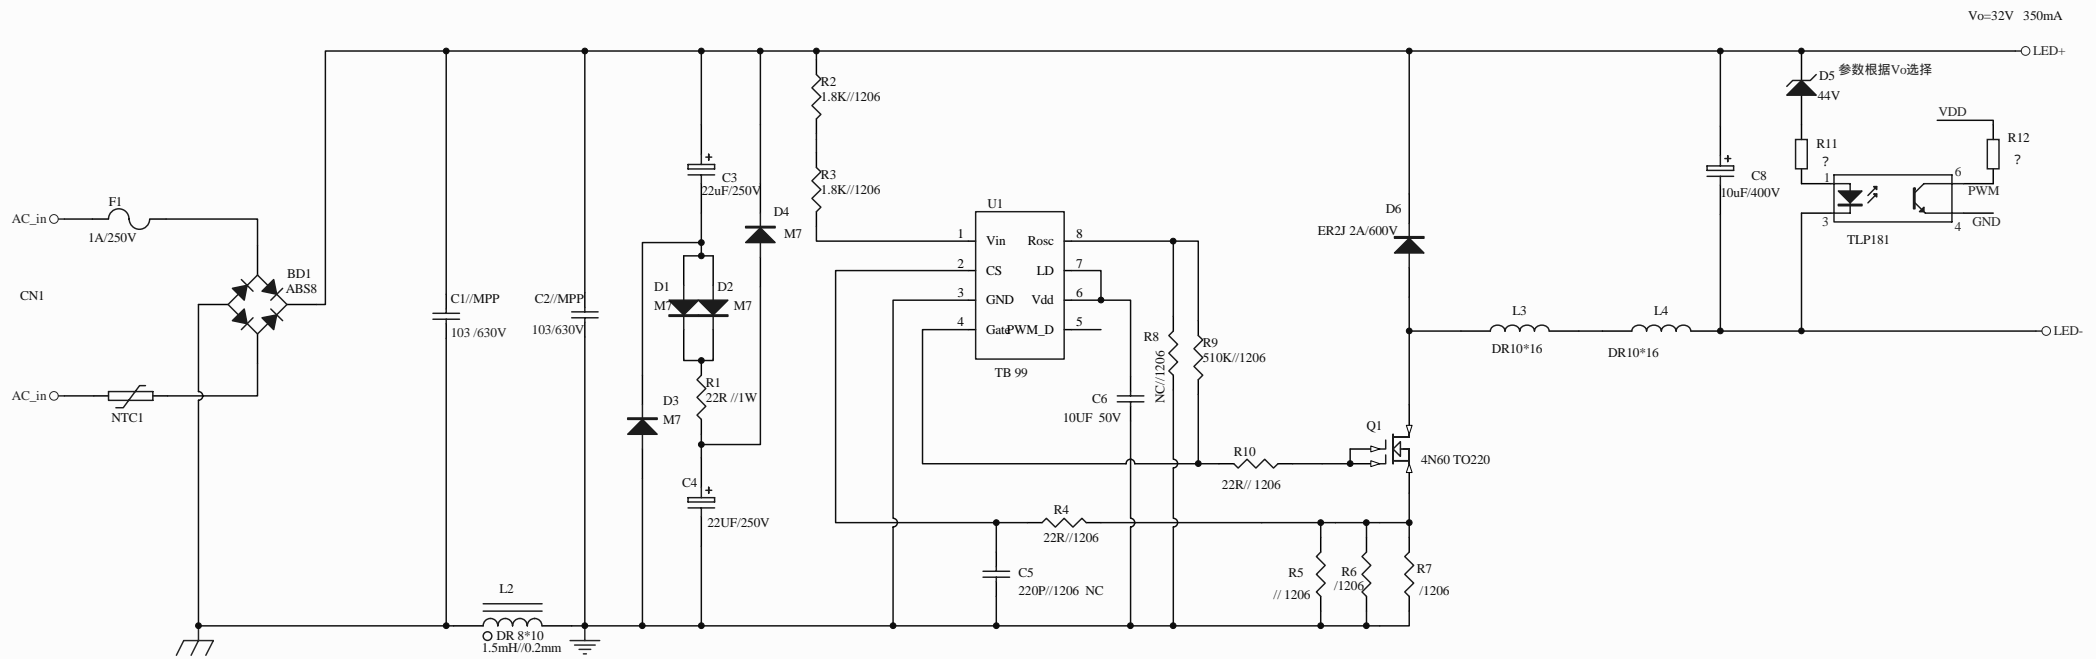 Vo=32V 350mA
LED+
D5 参数根据Vo选择
44V
VDD
R11
?
R12
?
R2
1.8K//1206
R3
1.8K//1206
C3
22uF/250V
D4
M7
C8
10uF/400V
1
6
PWM
3
4
GND
TLP181
F1
AC_in
1A/250V
BD1
ABS8
CN1
AC_in
NTC1
C1//MPP
103 /630V
C2//MPP
103/630V
D1
M7
D2
M7
R1
22R //1W
D3
M7
C4
22UF/250V
U1
1 Vin Rosc 8
2 CS LD 7
3 GND Vdd 6
4 Gate PWM_D 5
TB 99
D6
ER2J 2A/600V
R8
NC//1206
R9
510K//1206
C6
10UF 50V
L3
DR10*16
L4
DR10*16
LED-
Q1
4N60 TO220
R10
22R// 1206
R4
22R//1206
C5
220P//1206 NC
R5
// 1206
R6
/1206
R7
/1206
L2
DR 8*10
1.5mH//0.2mm